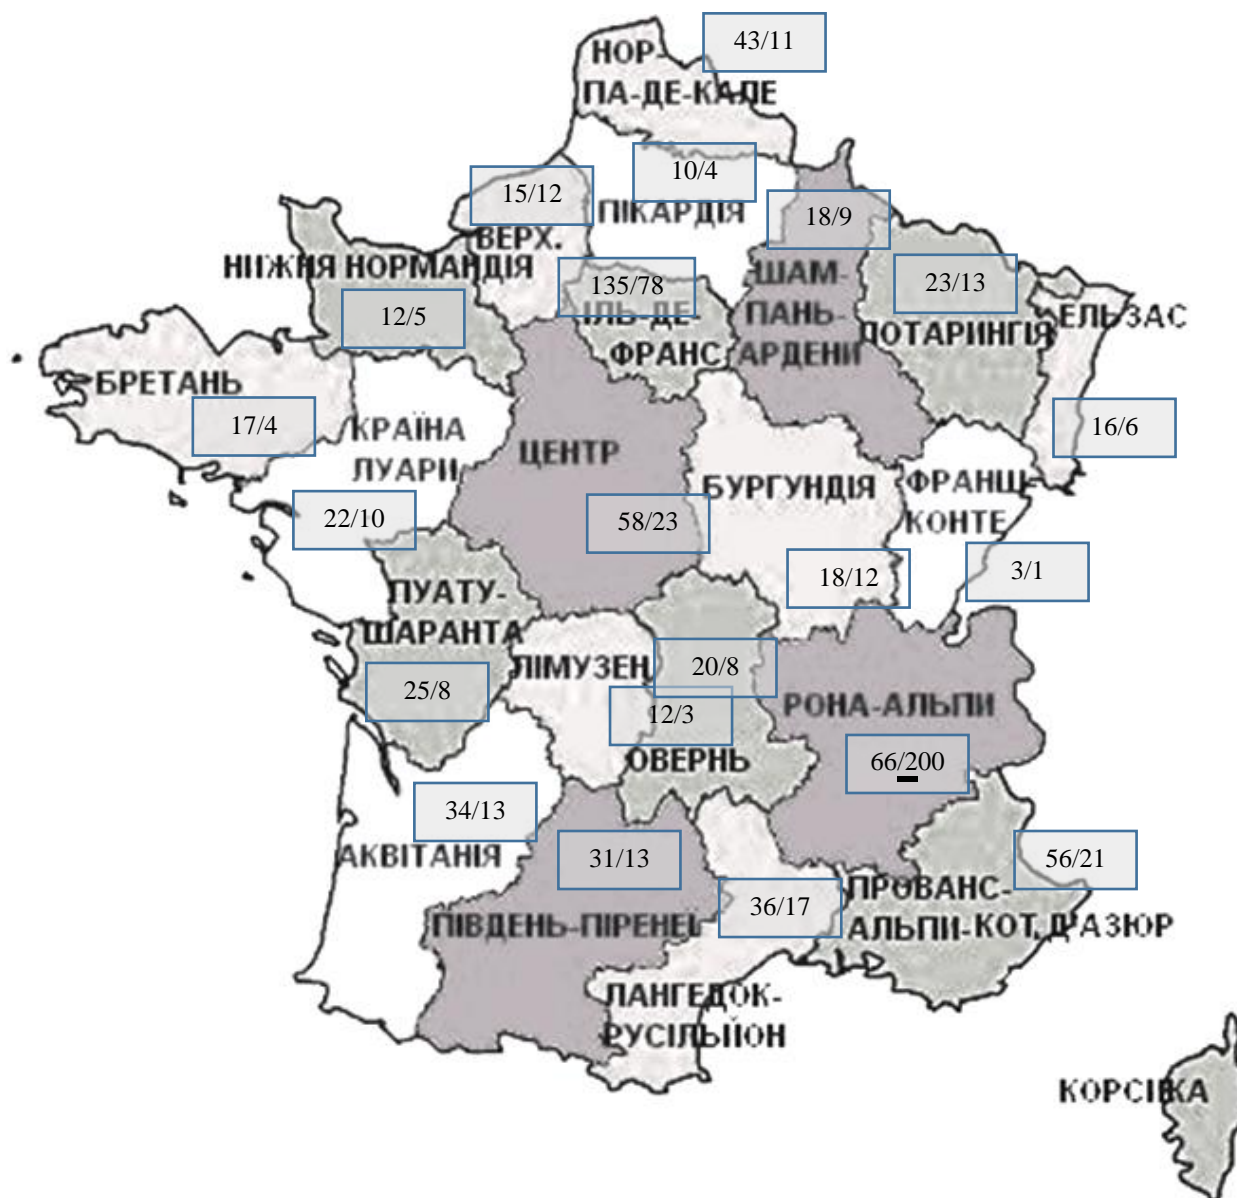 43/11
НОР-
ПА-ДЕ-КАЛЕ
10/4
15/12
ПІКАРДІЯ
18/9
ВЕРХ.
НИЖНЯ НОРМАНДІЯ
135/78
ШАМ-
ПАНЬ-
АРДЕНИ
23/13
ЛОТАРИНГІЯ
ЕЛЬЗАС
12/5
ІЛЬ-ДЕ-
ФРАНС
БРЕТАНЬ
17/4
КРАЇНА
ЛУАРИ
16/6
ЦЕНТР
БУРГУНДІЯ
ФРАНШ-
КОНТЕ
22/10
58/23
18/12
3/1
ПУАТУ-
ШАРАНТА
25/8
ЛІМУЗЕН
20/8
12/3
ОВЕРНЬ
РОНА-АЛЬПИ
66/200
34/13
АКВІТАНІЯ
31/13
56/21
36/17
ПРОВАНС-
АЛЬПИ-КОТ Д'АЗЮР
ПІВДЕНЬ-ПІРЕНЕЇ
ЛАНГЕДОК-
РУСІЛЬЙОН
КОРСІКА